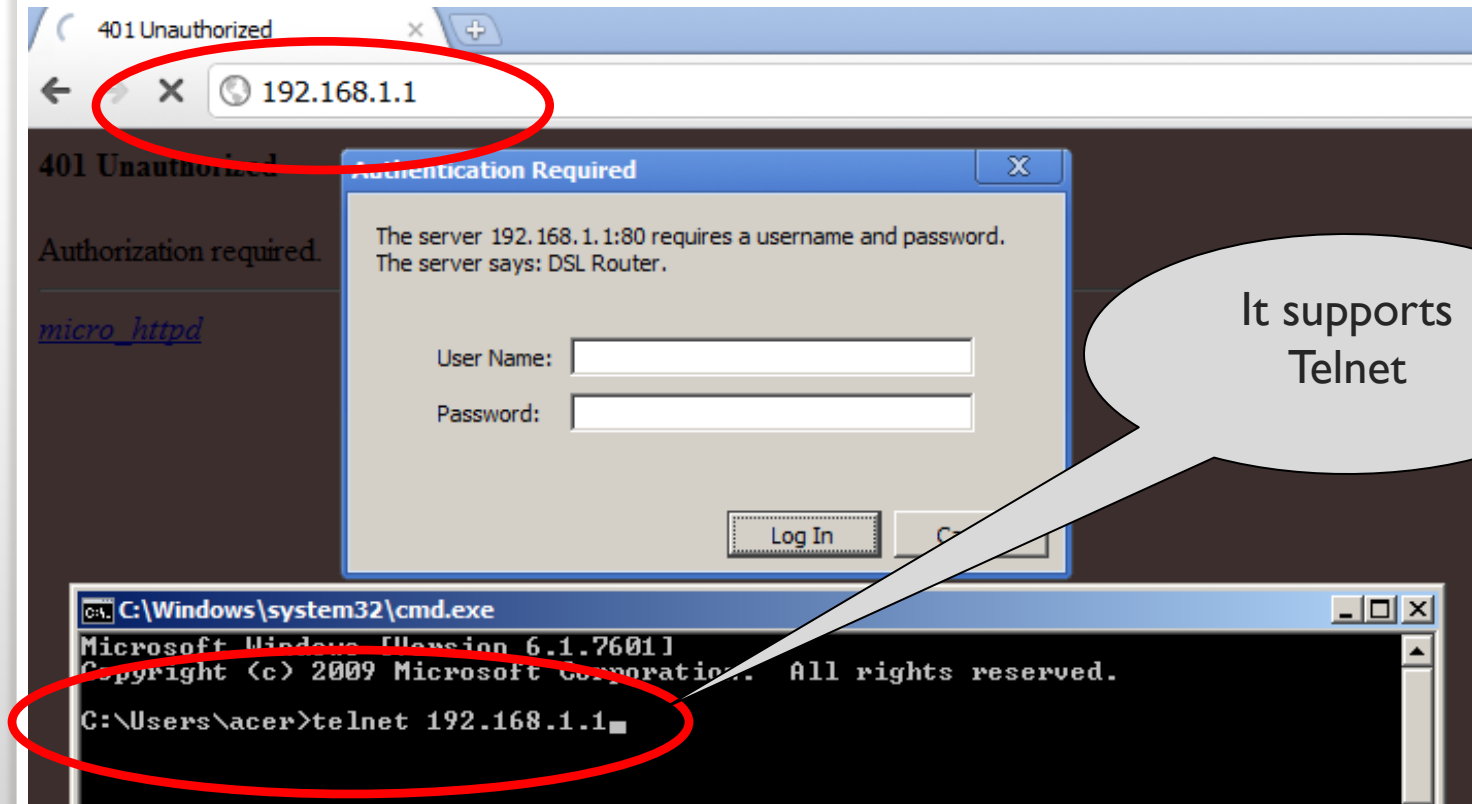 401 Unauthorized
192.168.1.1
401 Unauthorized
Authentication Required
The server 192.168.1.1:80 requires a username and password.
The server says: DSL Router.
Authorization required.
micro_httpd
User Name:
Password:
Log In
It supports
Telnet
C:\Windows\system32\cmd.exe
Microsoft Windows [Version 6.1.7601]
Copyright (c) 2009 Microsoft Corporation. All rights reserved.
C:\Users\acer>telnet 192.168.1.1